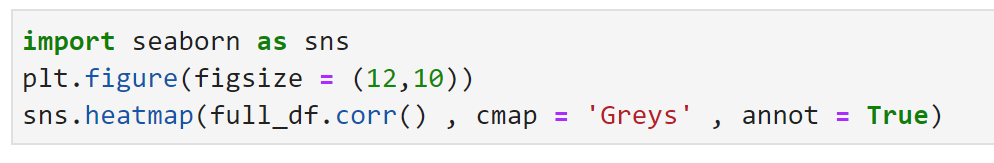 import seaborn as sns
plt.figure(figsize = (12,10))
sns.heatmap(full_df.corr() , cmap = 'Greys' , annot = True)